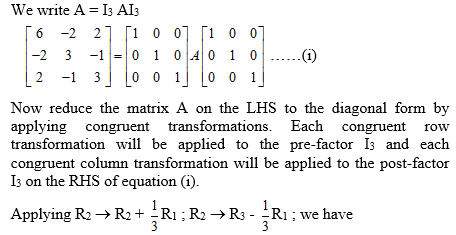 We write A = I₃ AI₃
[6 -2 2] [1 0 0] [1 0 0]
[-2 3 -1] = [0 1 0] A [0 1 0] ......(i)
[2 -1 3] [0 0 1] [0 0 1]
Now reduce the matrix A on the LHS to the diagonal form by
applying congruent transformations. Each congruent row
transformation will be applied to the pre-factor I₃ and each
congruent column transformation will be applied to the post-factor
I₃ on the RHS of equation (i).
Applying R₂ → R₂ + 1/3 R₁ ; R₂ → R₃ - 1/3 R₁ ; we have